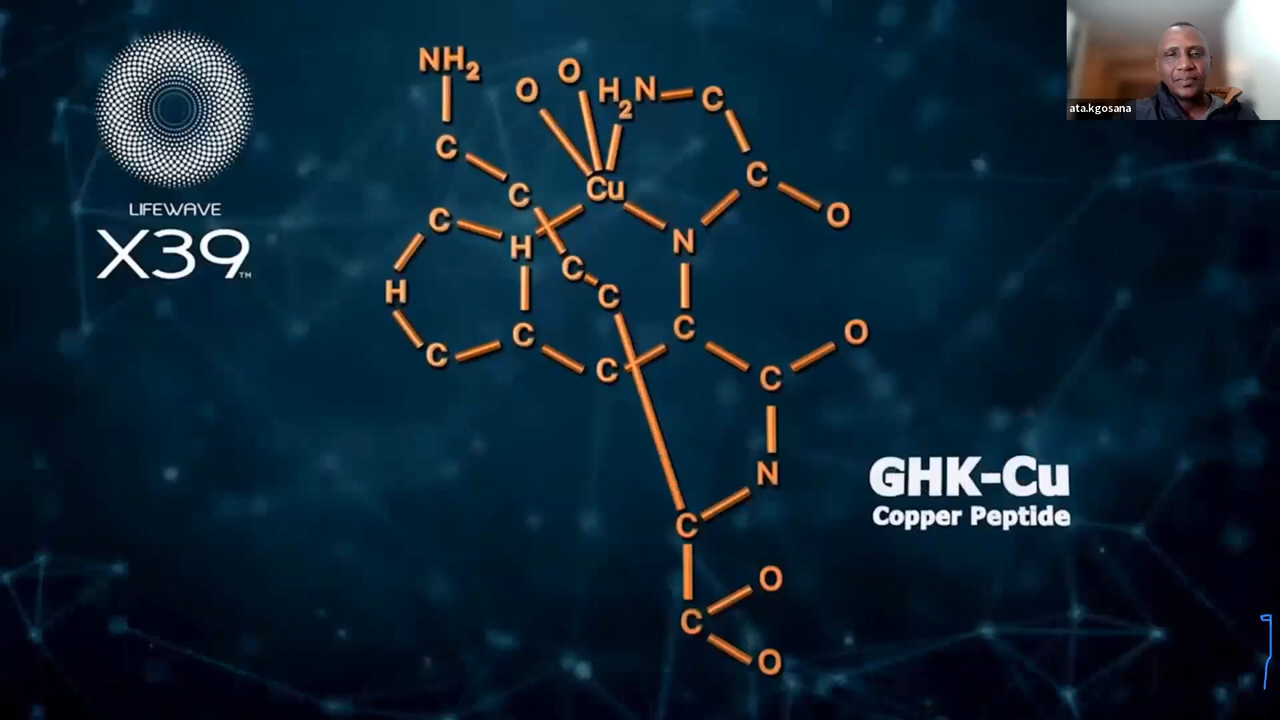 LIFEWAVE
X39™
ata.kgosana
NH₂
O
O
H₂N
C
C
C
Cu
C
C
O
H
N
C
C
H
C
C
O
C
C
C
N
C
O
C
O
GHK-Cu
Copper Peptide